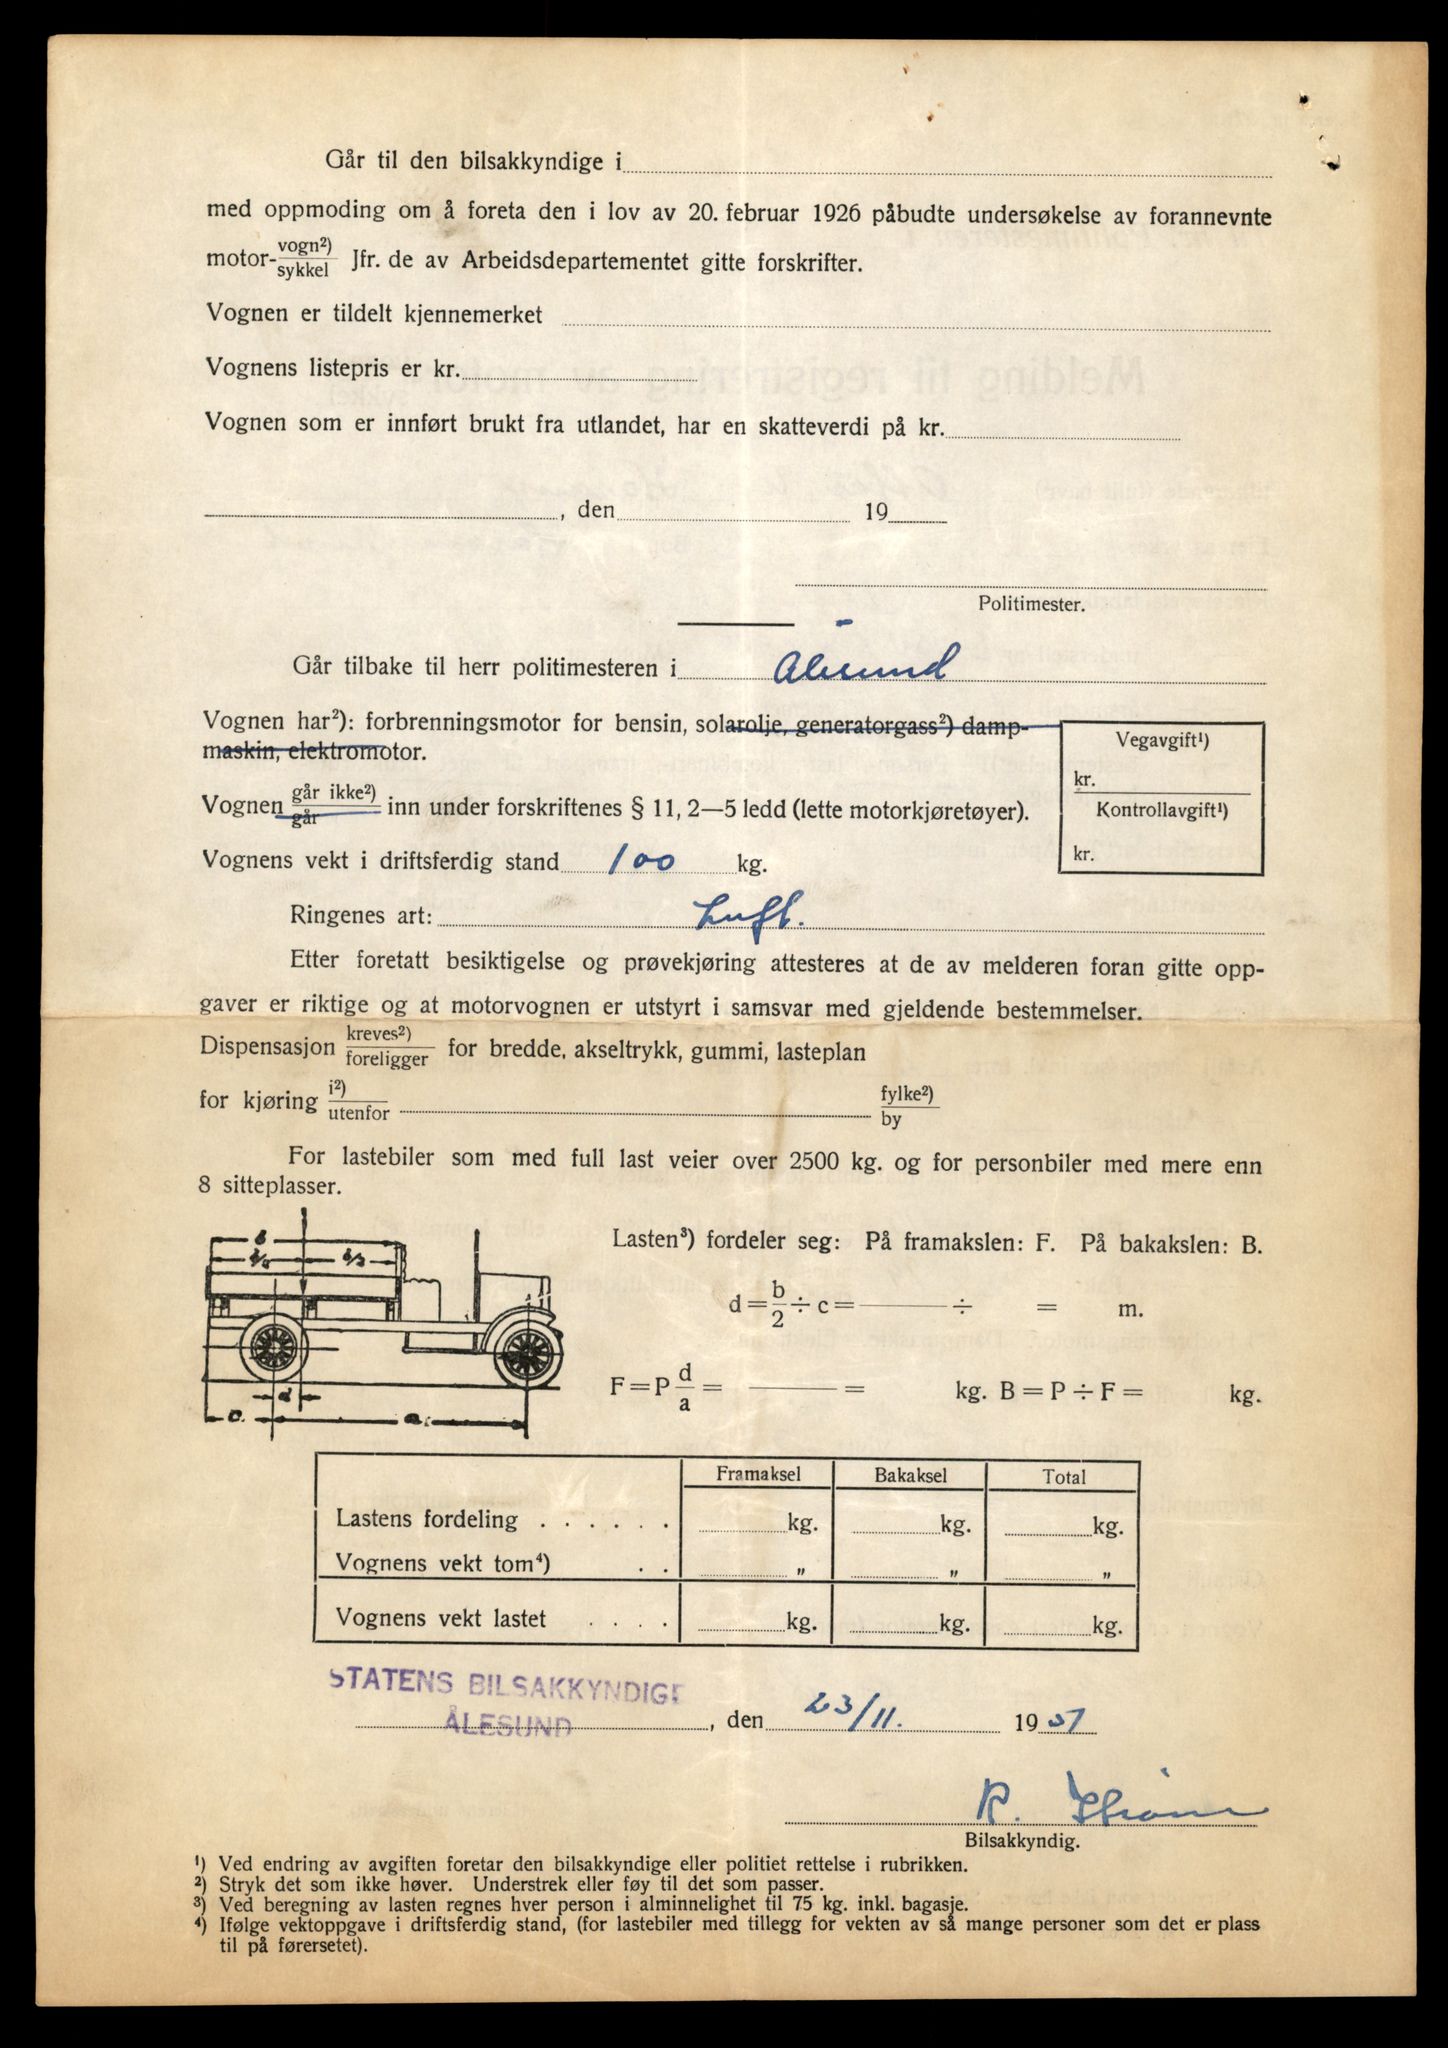 Går til den bilsakkyndige i
med oppmoding om å foreta den i lov av 20. februar 1926 påbudte undersøkelse av forannevnte
motor-vogn²)/sykkel Jfr. de av Arbeidsdepartementet gitte forskrifter.
Vognen er tildelt kjennemerket
Vognens listepris er kr.
Vognen som er innført brukt fra utlandet, har en skatteverdi på kr.
, den 19
Politimester.
Går tilbake til herr politimesteren i Ålesund
Vognen har²): forbrenningsmotor for bensin, solarolje, generatorgass²) damp-
maskin, elektromotor.
Vegavgift¹)
kr.
Kontrollavgift¹)
kr.
Vognen går ikke²)/går inn under forskriftenes § 11, 2—5 ledd (lette motorkjøretøyer).
Vognens vekt i driftsferdig stand 100 kg.
Ringenes art: Luft.
Etter foretatt besiktigelse og prøvekjøring attesteres at de av melderen foran gitte opp-
gaver er riktige og at motorvognen er utstyrt i samsvar med gjeldende bestemmelser.
Dispensasjon kreves²)/foreligger for bredde, akseltrykk, gummi, lasteplan
for kjøring i²)/utenfor fylke²)/by
For lastebiler som med full last veier over 2500 kg. og for personbiler med mere enn
8 sitteplasser.
b
b/2 b/2
d
c. a.
Lasten³) fordeler seg: På framakslen: F. På bakakslen: B.
d = b/2 ÷ c = ——— ÷ = m.
F = P d/a = ——— = kg. B = P ÷ F = kg.
Framaksel Bakaksel Total
Lastens fordeling . . . . . . kg. kg. kg.
Vognens vekt tom⁴) . . „ „ „
Vognens vekt lastet . . . . kg. kg. kg.
STATENS BILSAKKYNDIGE
ÅLESUND , den 23/11. 1951
R.
Bilsakkyndig.
¹) Ved endring av avgiften foretar den bilsakkyndige eller politiet rettelse i rubrikken.
²) Stryk det som ikke høver. Understrek eller føy til det som passer.
³) Ved beregning av lasten regnes hver person i alminnelighet til 75 kg. inkl. bagasje.
⁴) Ifølge vektoppgave i driftsferdig stand, (for lastebiler med tillegg for vekten av så mange personer som det er plass
til på førersetet).